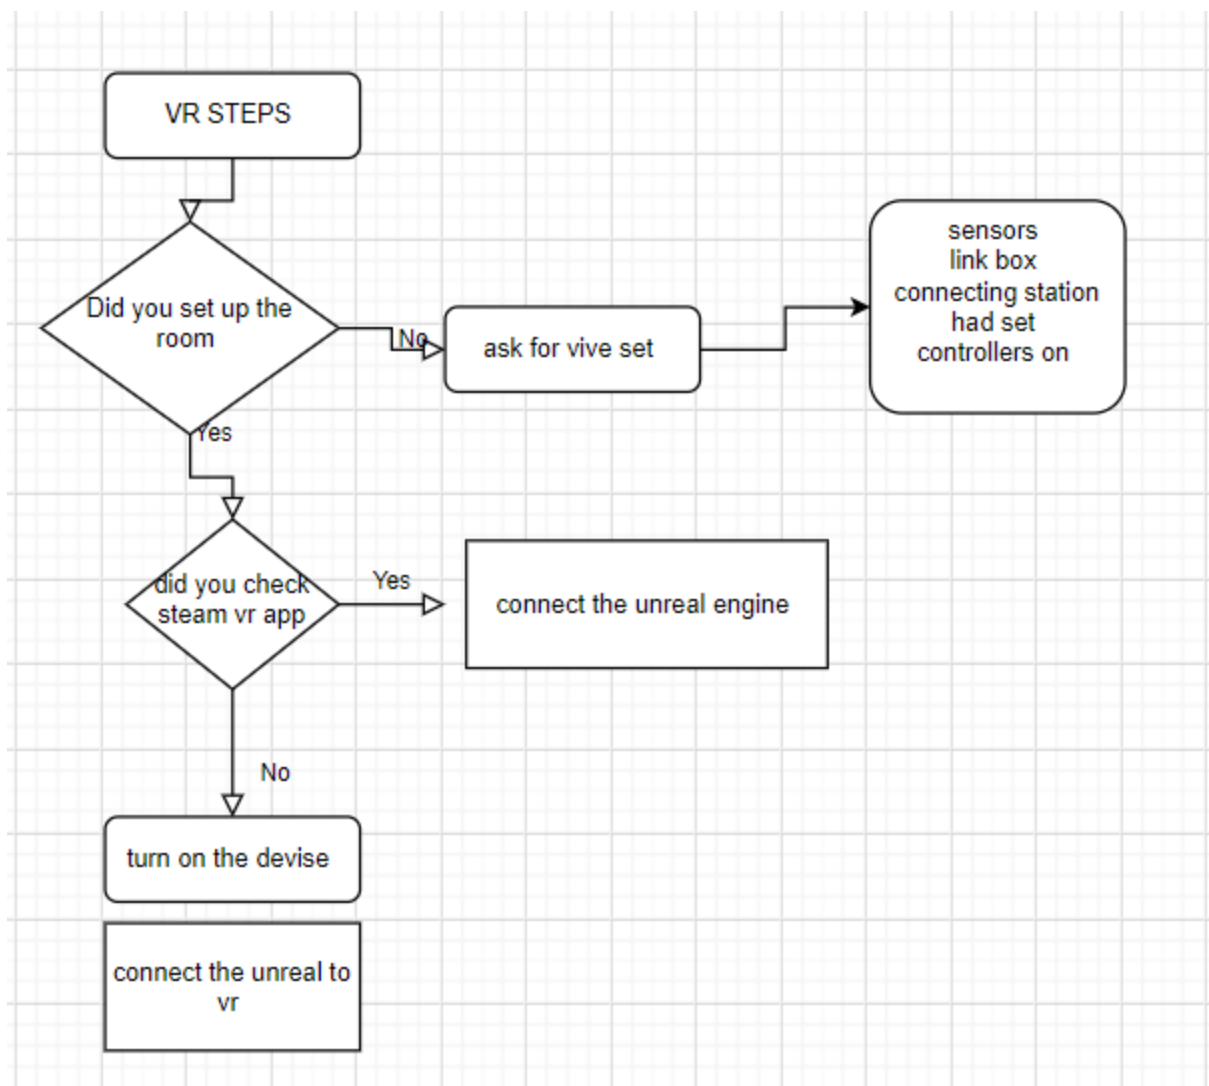 VR STEPS
Did you set up the
room
No
ask for vive set
sensors
link box
connecting station
had set
controllers on
Yes
did you check
steam vr app
Yes
connect the unreal engine
No
turn on the devise
connect the unreal to
vr